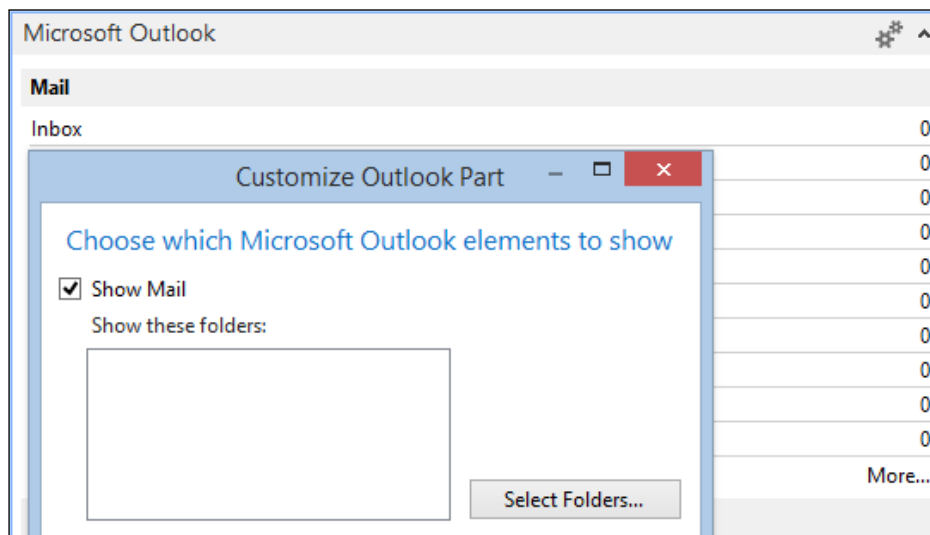 Microsoft Outlook
Mail
Inbox 0
0
Customize Outlook Part
0
0
Choose which Microsoft Outlook elements to show
0
Show Mail
0
Show these folders:
0
0
0
0
More...
Select Folders...